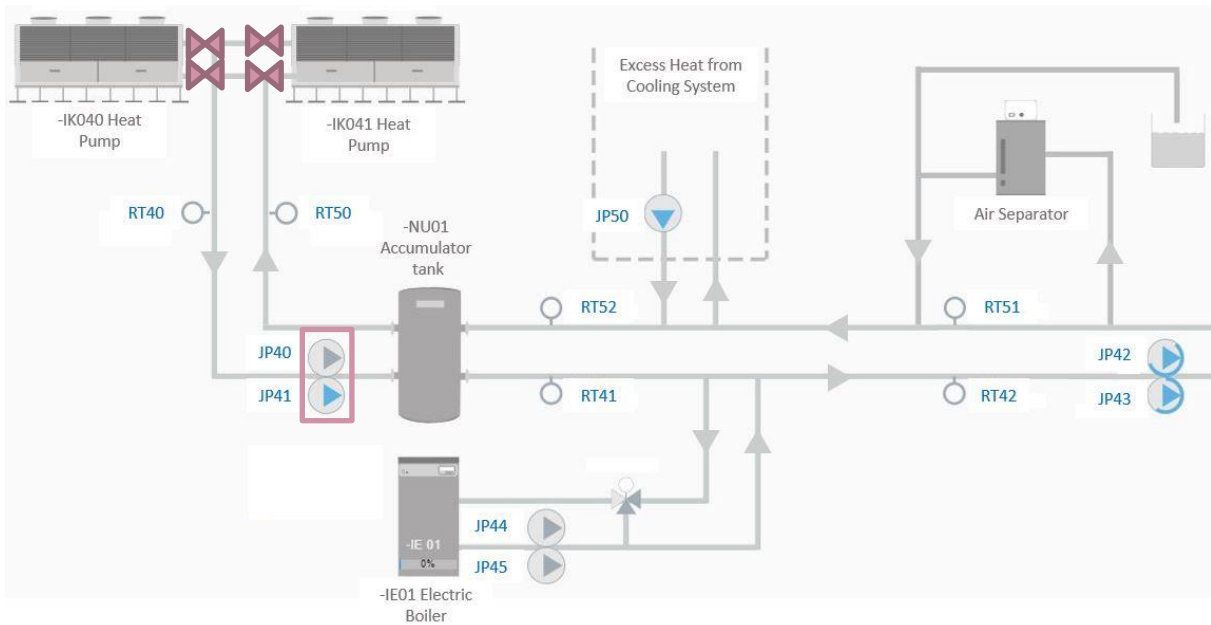 -IK040 Heat
Pump
-IK041 Heat
Pump
Excess Heat from
Cooling System
Air Separator
RT40
RT50
JP50
-NU01
Accumulator
tank
RT52
RT51
JP40
JP41
RT41
RT42
JP42
JP43
JP44
JP45
-IE 01
0%
-IE01 Electric
Boiler